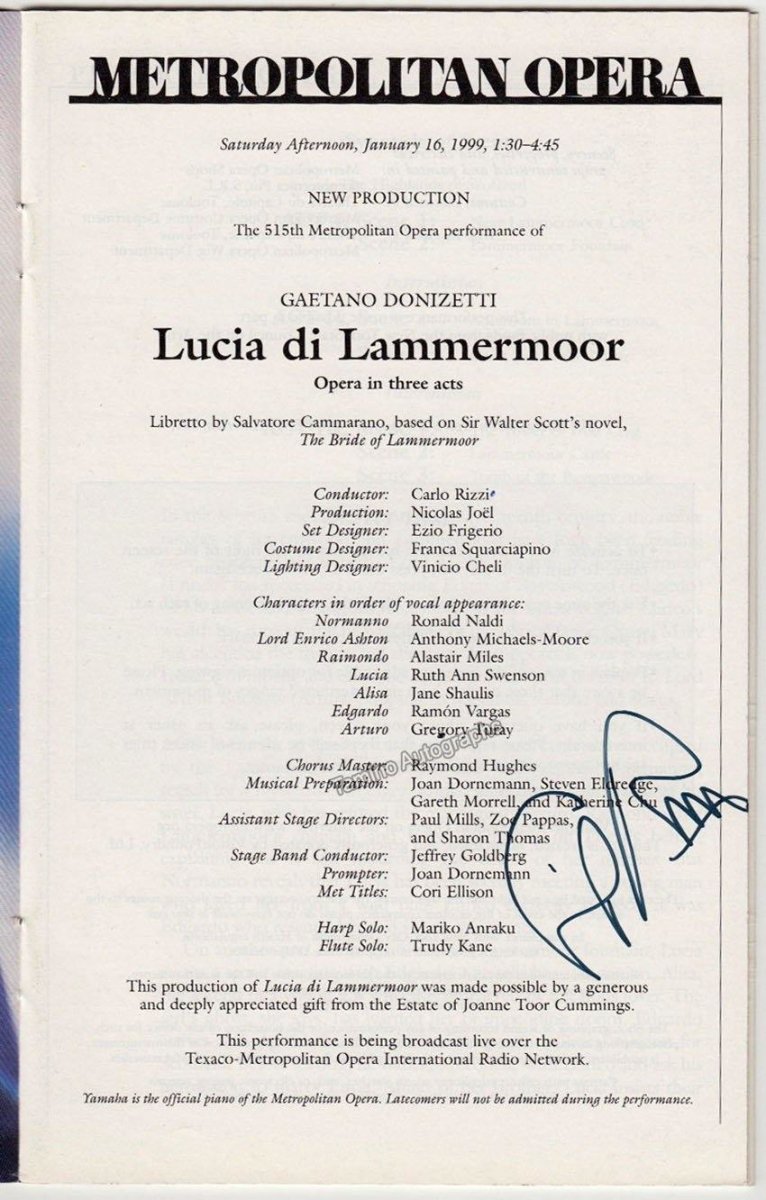 METROPOLITAN OPERA
Saturday Afternoon, January 16, 1999, 1:30–4:45
NEW PRODUCTION
The 515th Metropolitan Opera performance of
GAETANO DONIZETTI
Lucia di Lammermoor
Opera in three acts
Libretto by Salvatore Cammarano, based on Sir Walter Scott's novel,
The Bride of Lammermoor
Conductor: Carlo Rizzi
Production: Nicolas Joël
Set Designer: Ezio Frigerio
Costume Designer: Franca Squarciapino
Lighting Designer: Vinicio Cheli
Characters in order of vocal appearance:
Normanno Ronald Naldi
Lord Enrico Ashton Anthony Michaels-Moore
Raimondo Alastair Miles
Lucia Ruth Ann Swenson
Alisa Jane Shaulis
Edgardo Ramón Vargas
Arturo Gregory Turay
Tamino Autographs
Chorus Master: Raymond Hughes
Musical Preparation: Joan Dornemann, Steven Eldredge,
Gareth Morrell, and Katherine Chu
Assistant Stage Directors: Paul Mills, Zoe Pappas,
and Sharon Thomas
Stage Band Conductor: Jeffrey Goldberg
Prompter: Joan Dornemann
Met Titles: Cori Ellison
Harp Solo: Mariko Anraku
Flute Solo: Trudy Kane
This production of Lucia di Lammermoor was made possible by a generous
and deeply appreciated gift from the Estate of Joanne Toor Cummings.
This performance is being broadcast live over the
Texaco-Metropolitan Opera International Radio Network.
Yamaha is the official piano of the Metropolitan Opera. Latecomers will not be admitted during the performance.